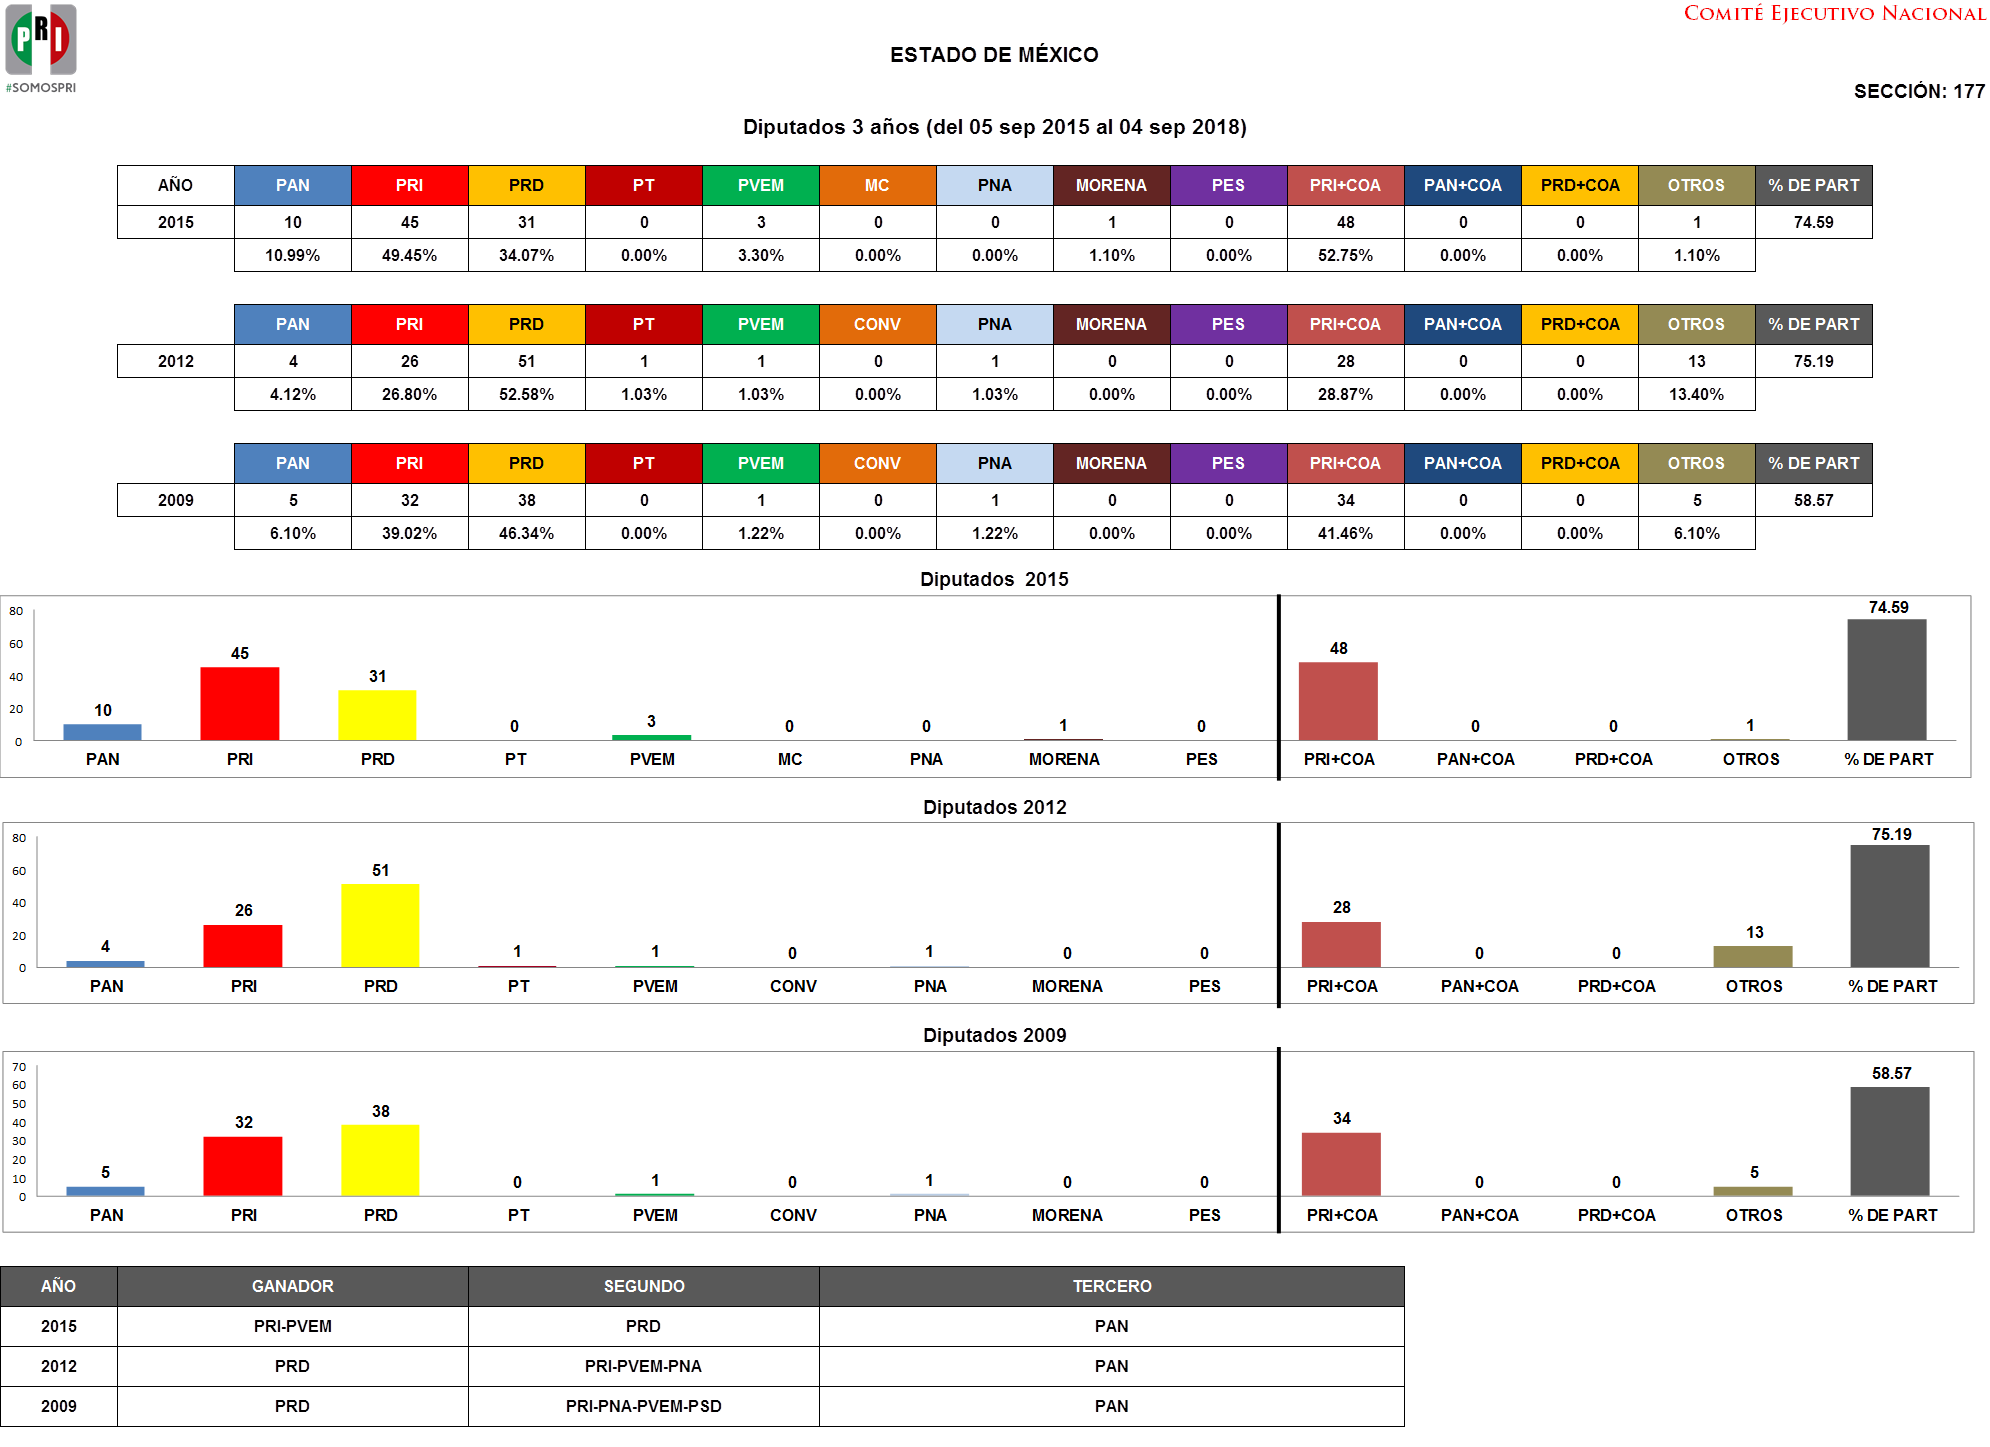 PRI
#SOMOSPRI
COMITÉ EJECUTIVO NACIONAL
ESTADO DE MÉXICO
SECCIÓN: 177
Diputados 3 años (del 05 sep 2015 al 04 sep 2018)
AÑO PAN PRI PRD PT PVEM MC PNA MORENA PES PRI+COA PAN+COA PRD+COA OTROS % DE PART
2015 10 45 31 0 3 0 0 1 0 48 0 0 1 74.59
10.99% 49.45% 34.07% 0.00% 3.30% 0.00% 0.00% 1.10% 0.00% 52.75% 0.00% 0.00% 1.10%
PAN PRI PRD PT PVEM CONV PNA MORENA PES PRI+COA PAN+COA PRD+COA OTROS % DE PART
2012 4 26 51 1 1 0 1 0 0 28 0 0 13 75.19
4.12% 26.80% 52.58% 1.03% 1.03% 0.00% 1.03% 0.00% 0.00% 28.87% 0.00% 0.00% 13.40%
PAN PRI PRD PT PVEM CONV PNA MORENA PES PRI+COA PAN+COA PRD+COA OTROS % DE PART
2009 5 32 38 0 1 0 1 0 0 34 0 0 5 58.57
6.10% 39.02% 46.34% 0.00% 1.22% 0.00% 1.22% 0.00% 0.00% 41.46% 0.00% 0.00% 6.10%
Diputados 2015
80
60
40
20
0
10 45 31 0 3 0 0 1 0 48 0 0 1 74.59
PAN PRI PRD PT PVEM MC PNA MORENA PES PRI+COA PAN+COA PRD+COA OTROS % DE PART
Diputados 2012
80
60
40
20
0
4 26 51 1 1 0 1 0 0 28 0 0 13 75.19
PAN PRI PRD PT PVEM CONV PNA MORENA PES PRI+COA PAN+COA PRD+COA OTROS % DE PART
Diputados 2009
70
60
50
40
30
20
10
0
5 32 38 0 1 0 1 0 0 34 0 0 5 58.57
PAN PRI PRD PT PVEM CONV PNA MORENA PES PRI+COA PAN+COA PRD+COA OTROS % DE PART
AÑO GANADOR SEGUNDO TERCERO
2015 PRI-PVEM PRD PAN
2012 PRD PRI-PVEM-PNA PAN
2009 PRD PRI-PNA-PVEM-PSD PAN